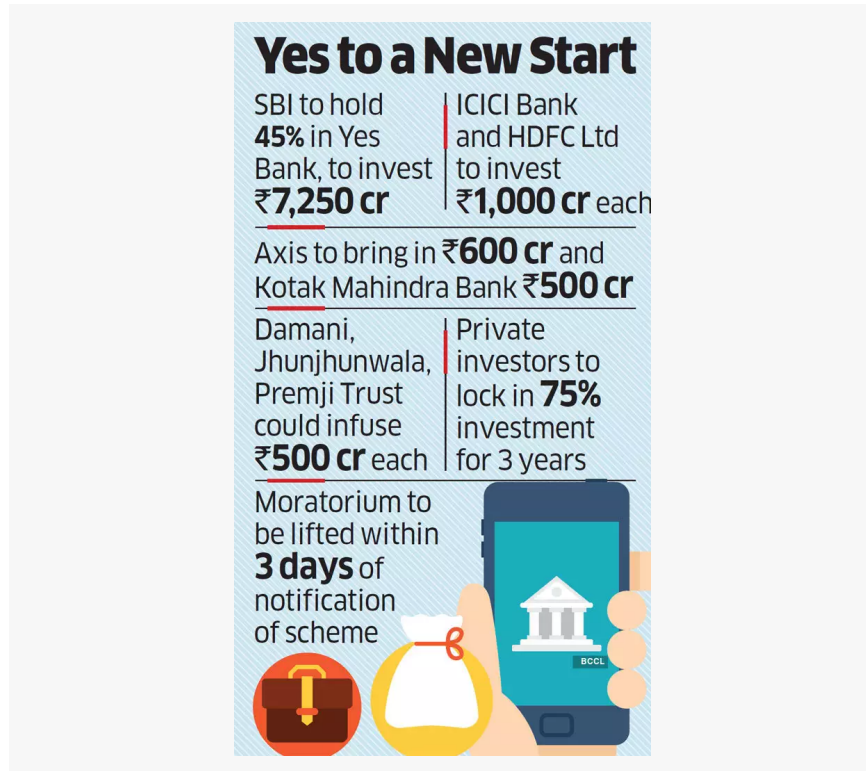 Yes to a New Start
SBI to hold
45% in Yes
Bank, to invest
₹7,250 cr
ICICI Bank
and HDFC Ltd
to invest
₹1,000 cr each
Axis to bring in ₹600 cr and
Kotak Mahindra Bank ₹500 cr
Damani,
Jhunjhunwala,
Premji Trust
could infuse
₹500 cr each
Private
investors to
lock in 75%
investment
for 3 years
Moratorium to
be lifted within
3 days of
notification
of scheme
BCCL